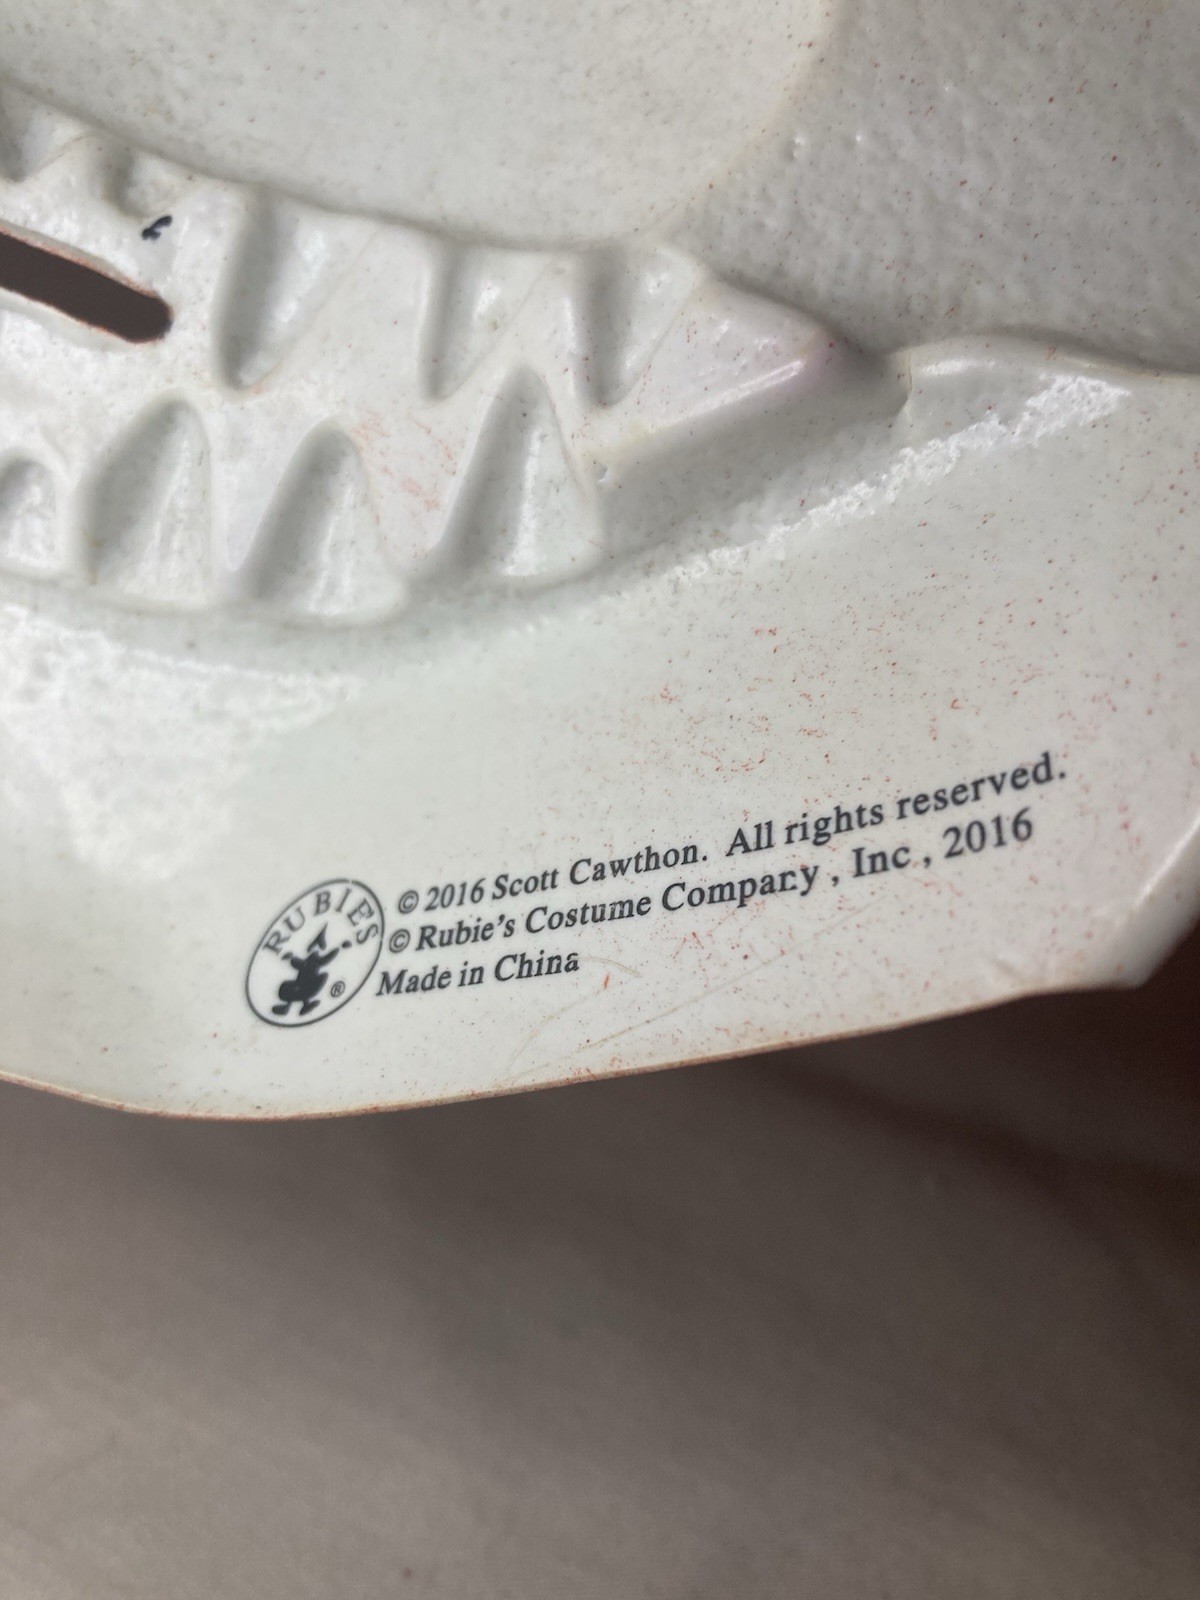 RUBIES
®
© 2016 Scott Cawthon. All rights reserved.
© Rubie's Costume Company, Inc, 2016
Made in China